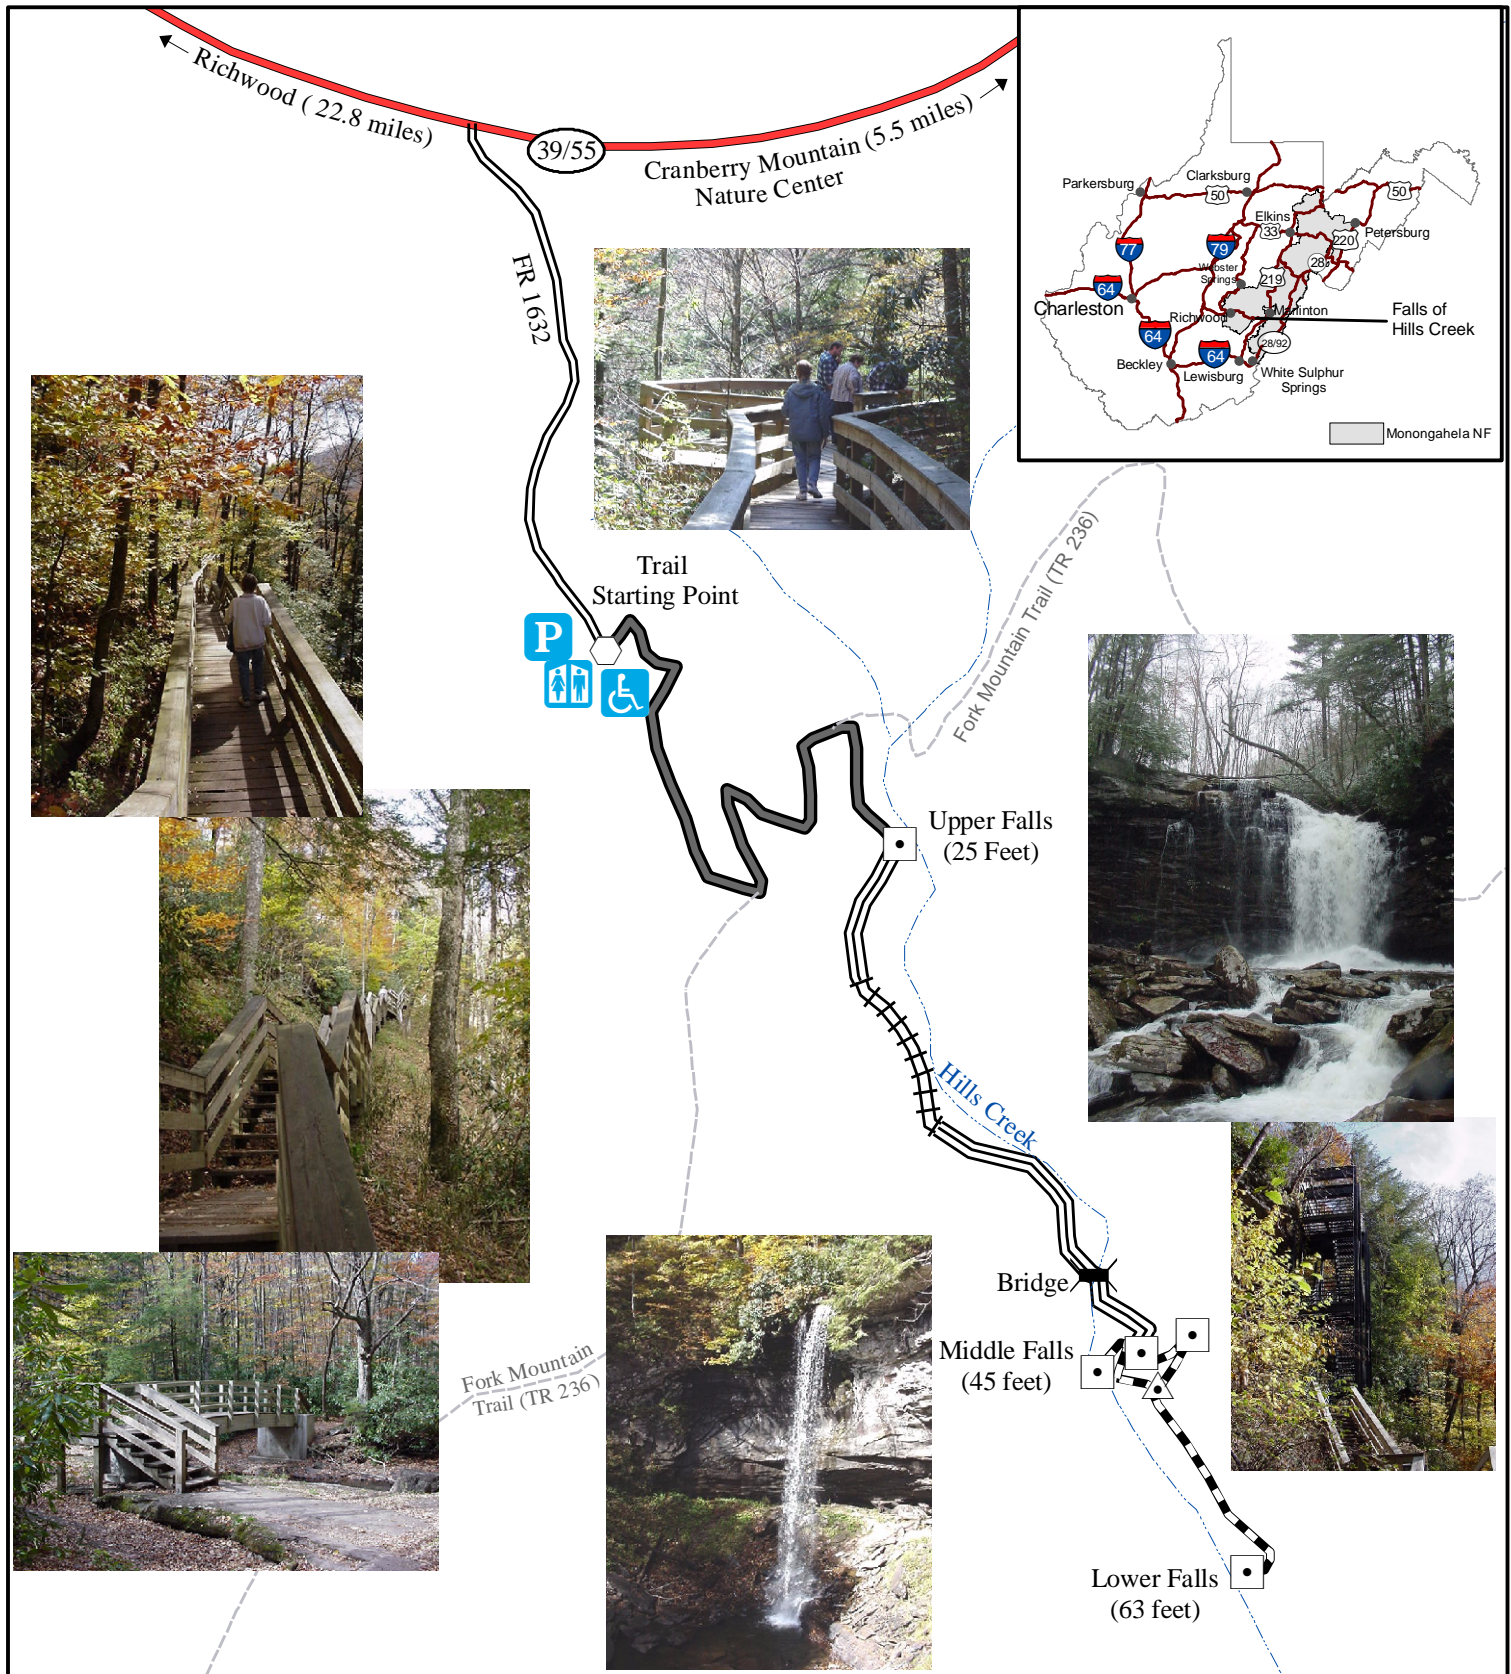 Richwood ( 22.8 miles)
39/55
Cranberry Mountain (5.5 miles)
Nature Center
FR 1632
Parkersburg
Clarksburg
50
50
Elkins
33
220
Petersburg
77
79
28
Webster
Springs
219
64
Charleston
Richwood
Marlinton
Falls of
Hills Creek
64
28/92
64
Beckley
Lewisburg
White Sulphur
Springs
Monongahela NF
Trail
Starting Point
P
Fork Mountain Trail (TR 236)
Upper Falls
(25 Feet)
Hills Creek
Bridge
Middle Falls
(45 feet)
Fork Mountain
Trail (TR 236)
Lower Falls
(63 feet)